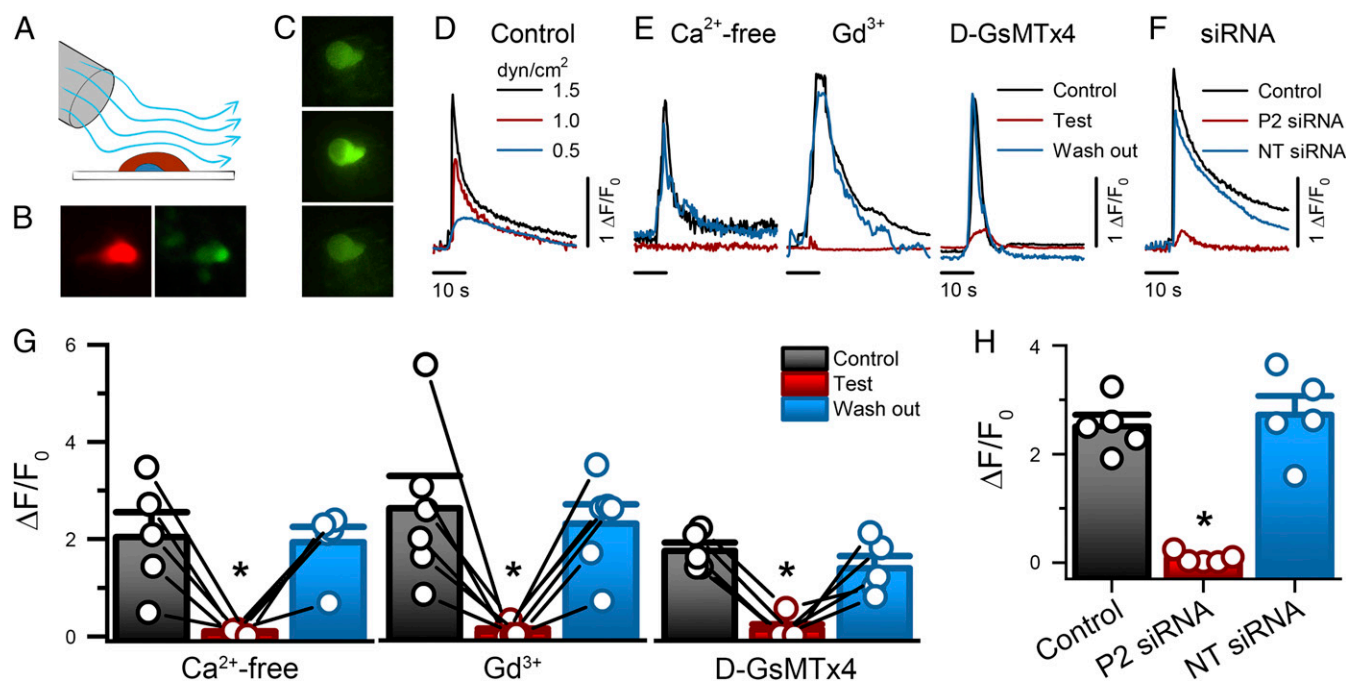 A
B
C
D Control
dyn/cm²
1.5
1.0
0.5
1 ΔF/F₀
10 s
E Ca²⁺-free Gd³⁺ D-GsMTx4
Control
Test
Wash out
1 ΔF/F₀
10 s
F siRNA
Control
P2 siRNA
NT siRNA
1 ΔF/F₀
10 s
G
ΔF/F₀
6
4
2
0
Control
Test
Wash out
* * *
Ca²⁺-free Gd³⁺ D-GsMTx4
H
ΔF/F₀
4
2
0
*
Control P2 siRNA NT siRNA